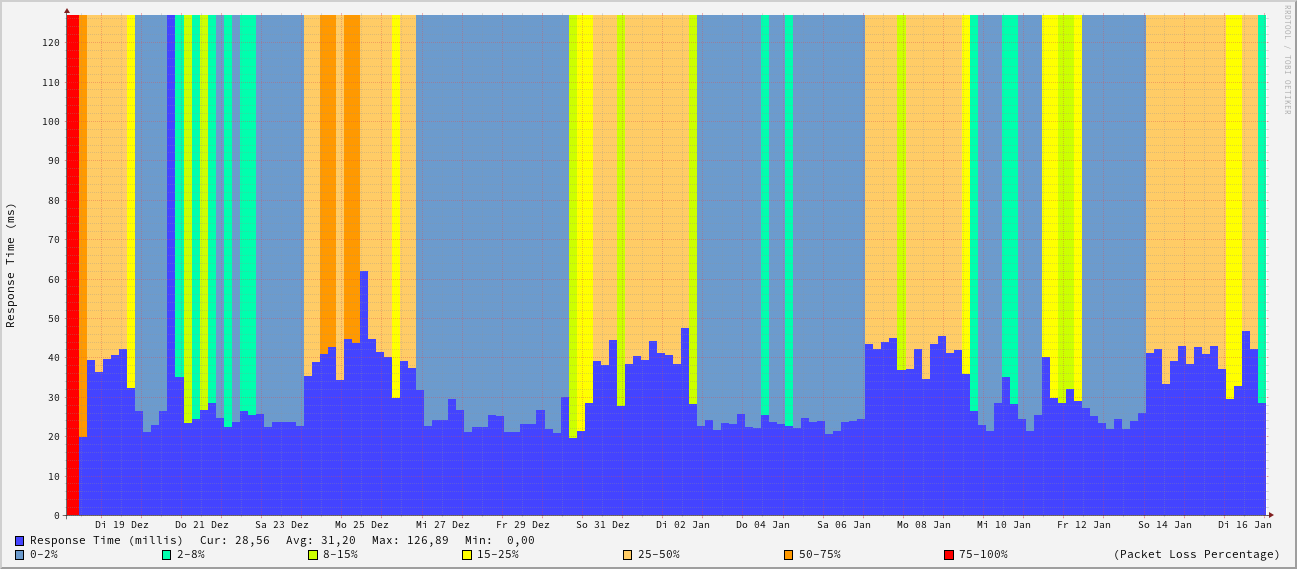 RRDTOOL / TOBI OETIKER
Response Time (ms)
120
110
100
90
80
70
60
50
40
30
20
10
0
Di 19 Dez Do 21 Dez Sa 23 Dez Mo 25 Dez Mi 27 Dez Fr 29 Dez So 31 Dez Di 02 Jan Do 04 Jan Sa 06 Jan Mo 08 Jan Mi 10 Jan Fr 12 Jan So 14 Jan Di 16 Jan
Response Time (millis) Cur: 28,56 Avg: 31,20 Max: 126,89 Min: 0,00
0-2% 2-8% 8-15% 15-25% 25-50% 50-75% 75-100% (Packet Loss Percentage)